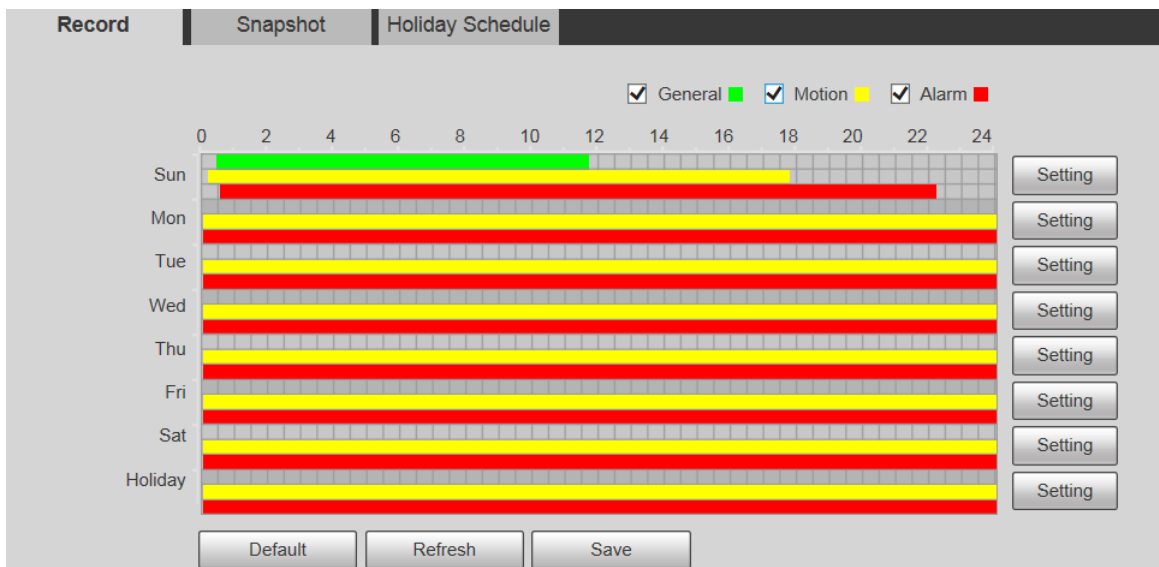 Record Snapshot Holiday Schedule
General Motion Alarm
0 2 4 6 8 10 12 14 16 18 20 22 24
Sun Setting
Mon Setting
Tue Setting
Wed Setting
Thu Setting
Fri Setting
Sat Setting
Holiday Setting
Default Refresh Save